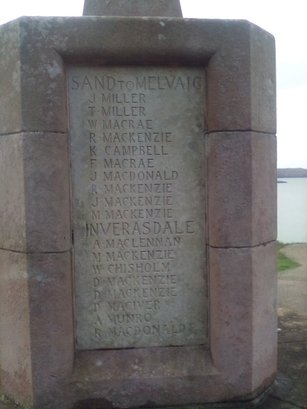 SAND TO MELVAIG
J MILLER
T MILLER
W MACRAE
R MACKENZIE
K CAMPBELL
F MACRAE
J MACDONALD
R MACKENZIE
J MACKENZIE
M MACKENZIE
INVERASDALE
A MACLENNAN
M MACKENZIE
W CHISHOLM
D MACKENZIE
D MACKENZIE
D MACIVER
A MUNRO
R MACDONALD